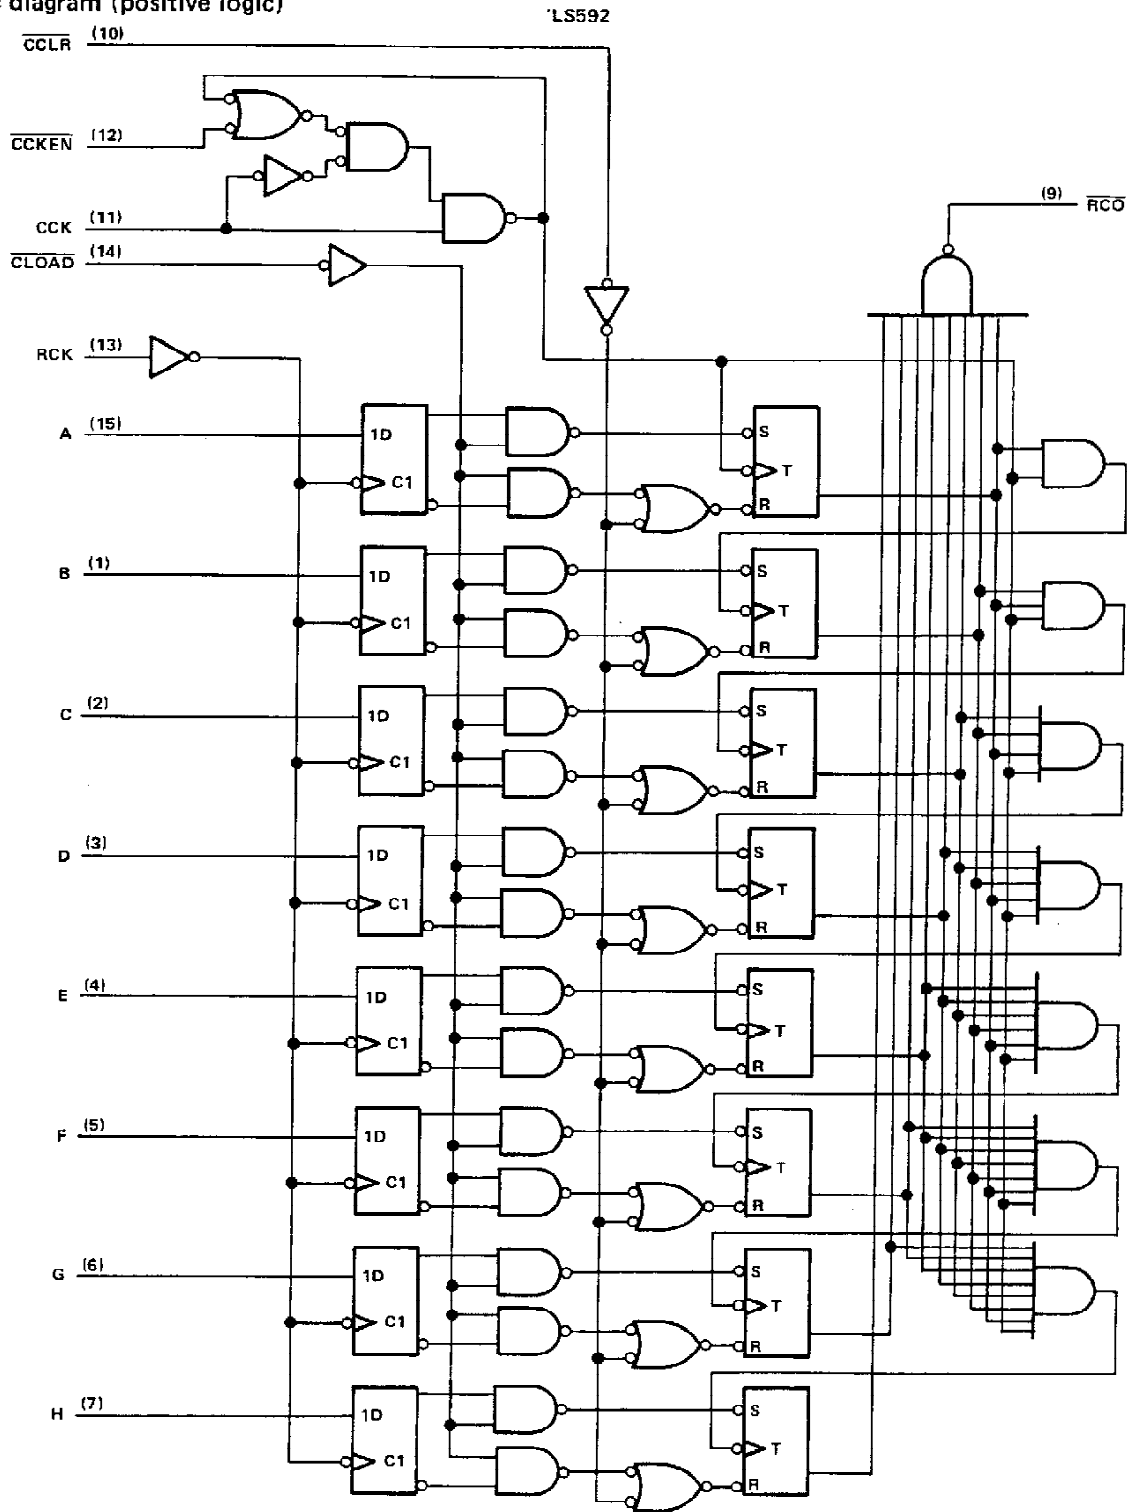 diagram (positive logic)
'LS592
CCLR (10)
CCKEN (12)
CCK (11)
CLOAD (14)
(9) RCO
RCK (13)
A (15) 1D S
C1 T
R
B (1) 1D S
C1 T
R
C (2) 1D S
C1 T
R
D (3) 1D S
C1 T
R
E (4) 1D S
C1 T
R
F (5) 1D S
C1 T
R
G (6) 1D S
C1 T
R
H (7) 1D S
C1 T
R